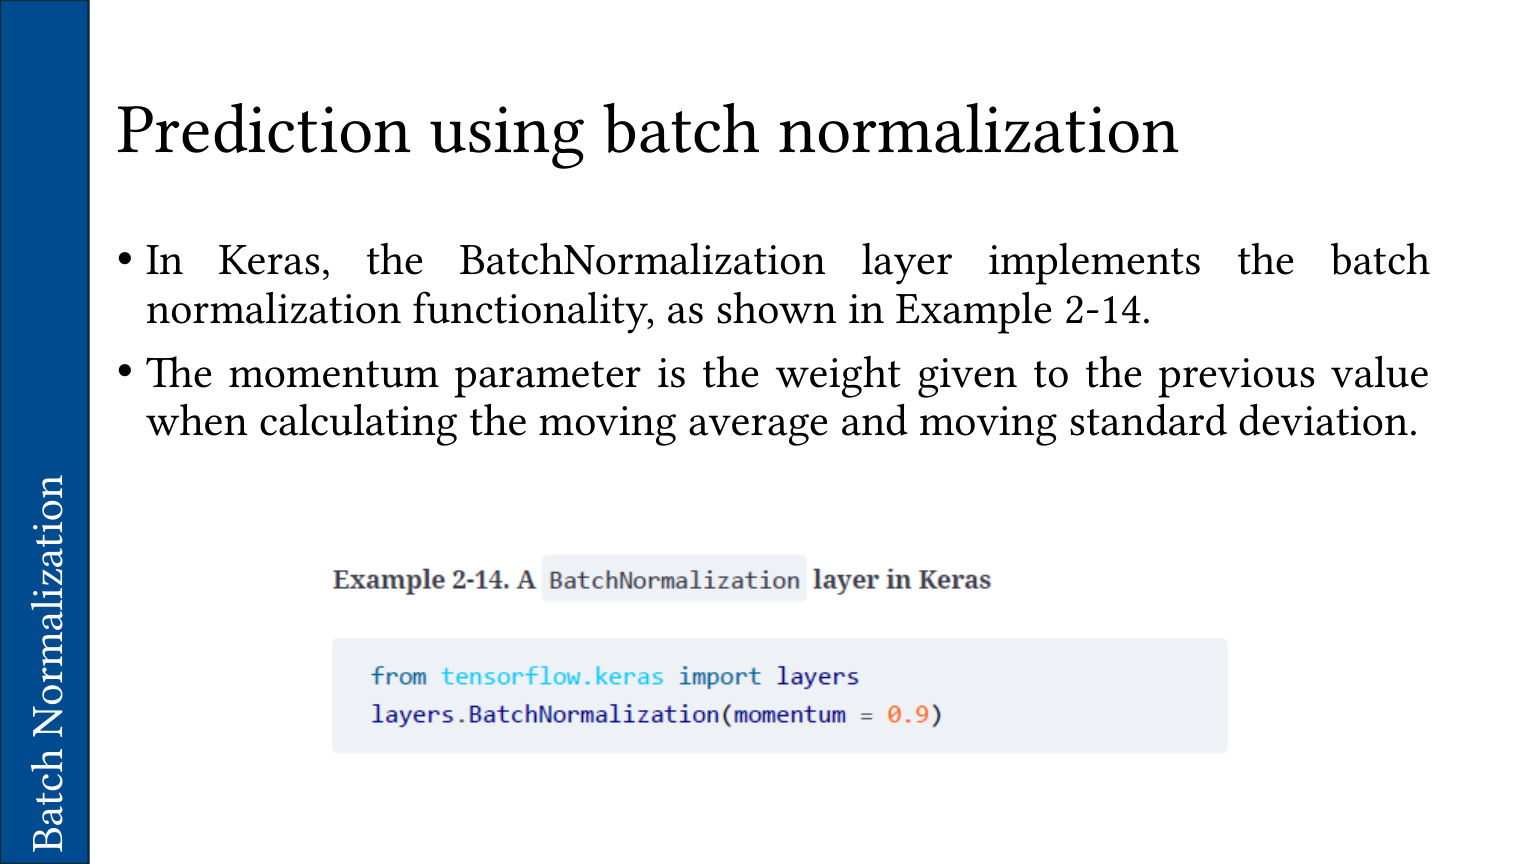 Prediction using batch normalization
• In Keras, the BatchNormalization layer implements the batch
normalization functionality, as shown in Example 2-14.
• The momentum parameter is the weight given to the previous value
when calculating the moving average and moving standard deviation.
Example 2-14. A BatchNormalization layer in Keras
from tensorflow.keras import layers
layers.BatchNormalization(momentum = 0.9)
Batch Normalization